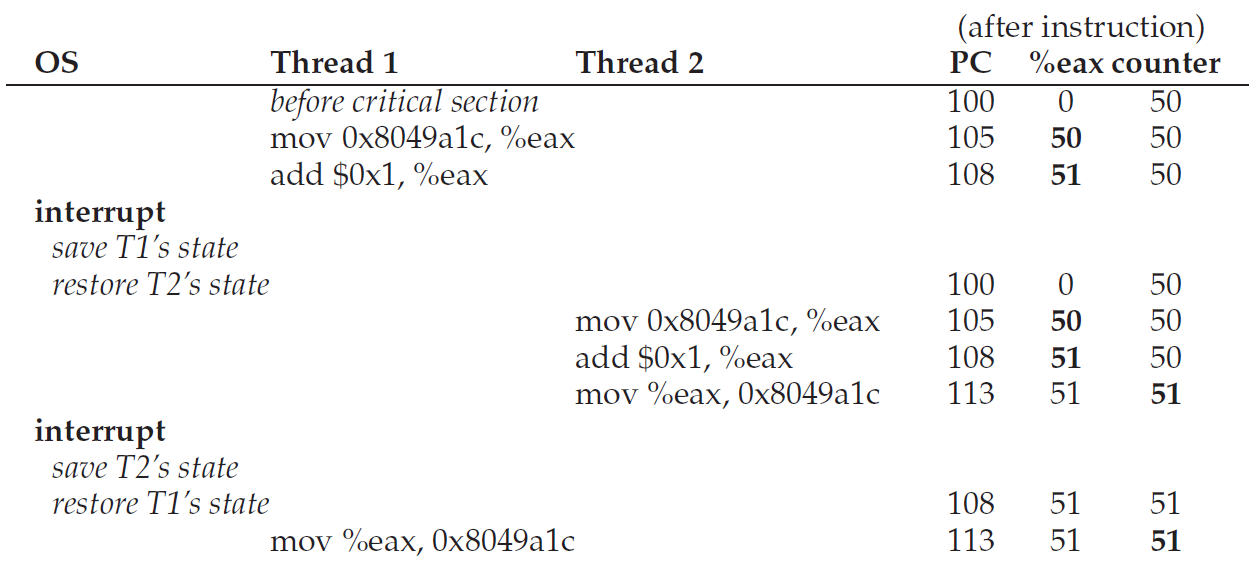 (after instruction)
OS Thread 1 Thread 2 PC %eax counter
before critical section 100 0 50
mov 0x8049a1c, %eax 105 50 50
add $0x1, %eax 108 51 50
interrupt
save T1's state
restore T2's state 100 0 50
mov 0x8049a1c, %eax 105 50 50
add $0x1, %eax 108 51 50
mov %eax, 0x8049a1c 113 51 51
interrupt
save T2's state
restore T1's state 108 51 51
mov %eax, 0x8049a1c 113 51 51